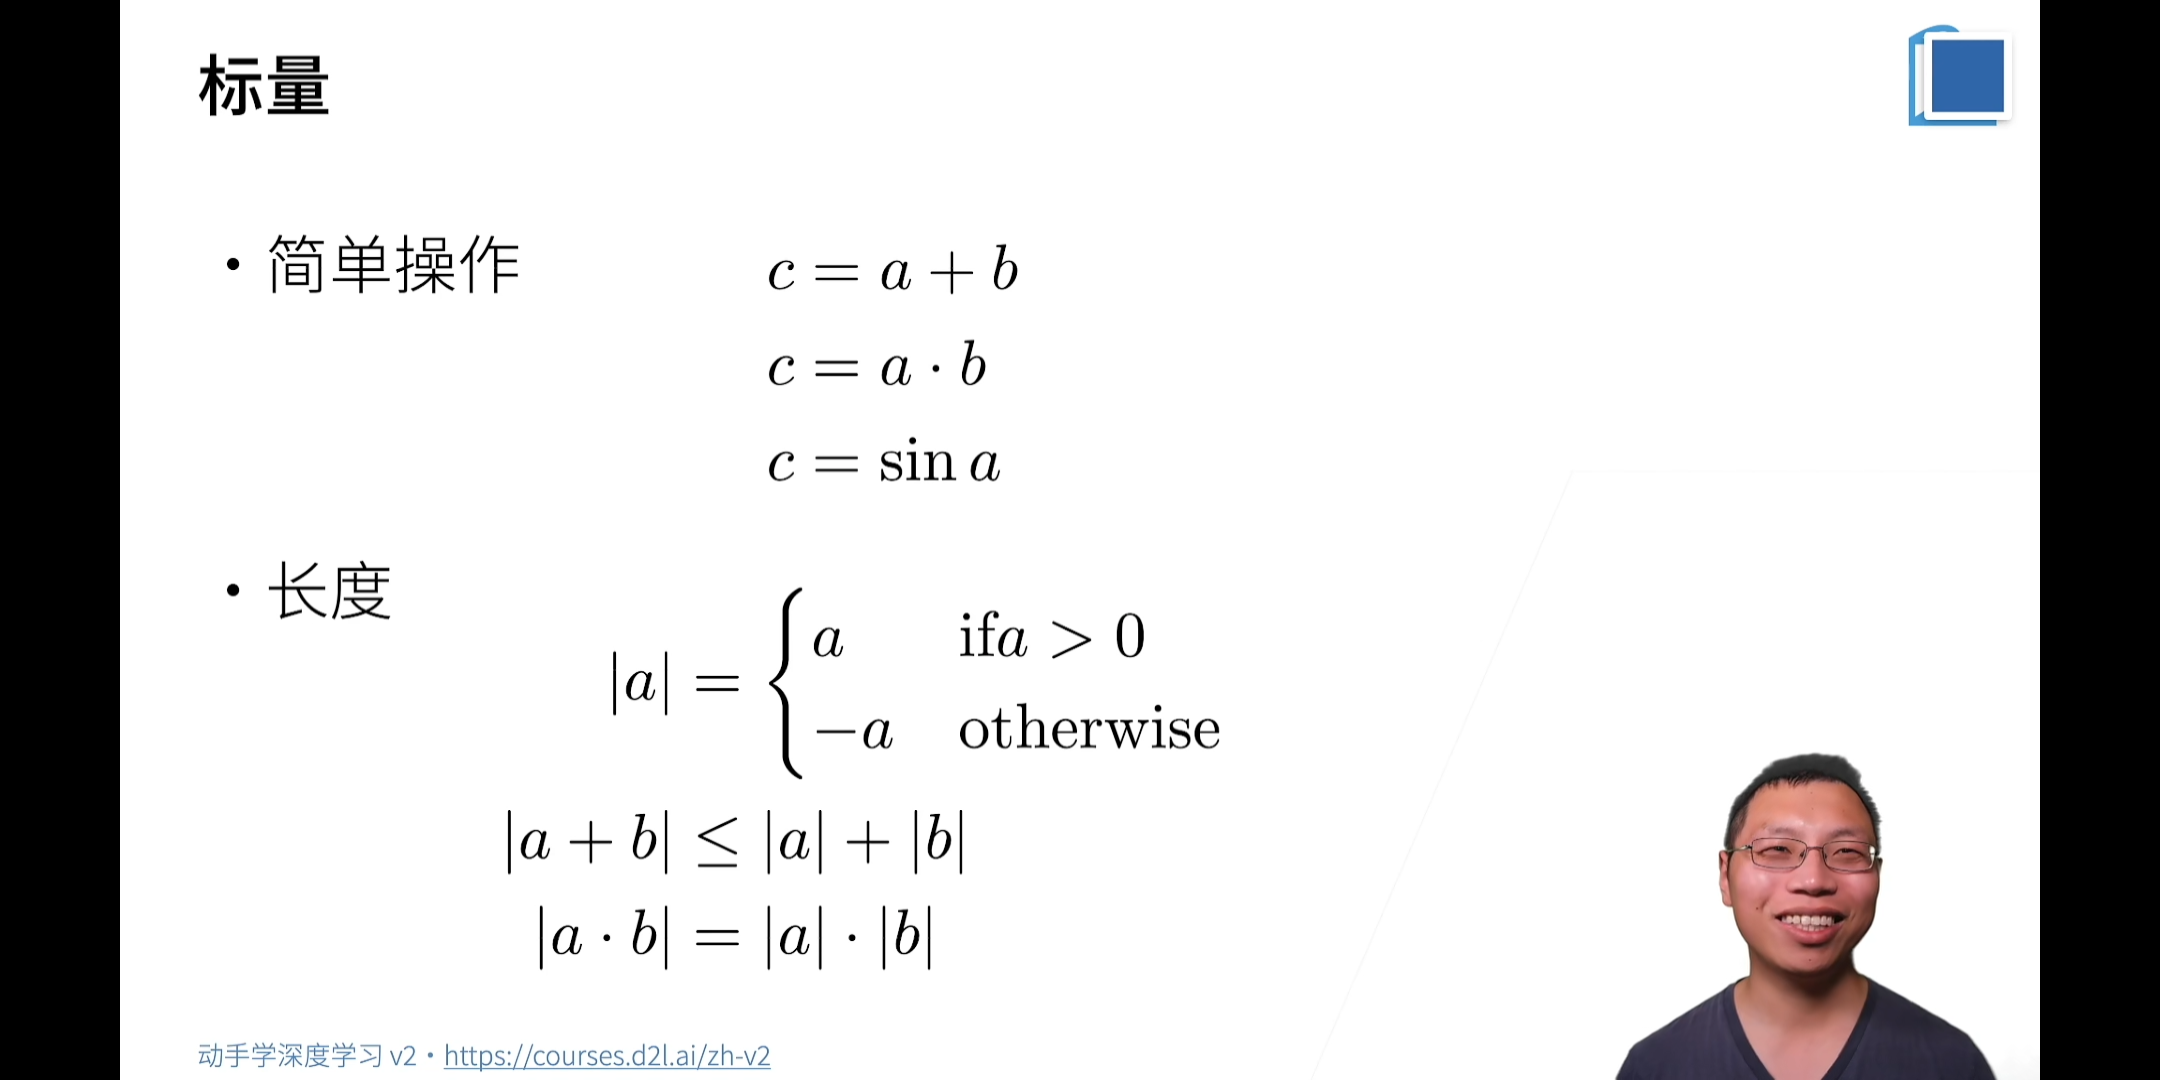 标量
• 简单操作
c = a + b
c = a · b
c = sin a
• 长度
|a| = { a ifa > 0
−a otherwise
|a + b| ≤ |a| + |b|
|a · b| = |a| · |b|
动手学深度学习 v2 • https://courses.d2l.ai/zh-v2